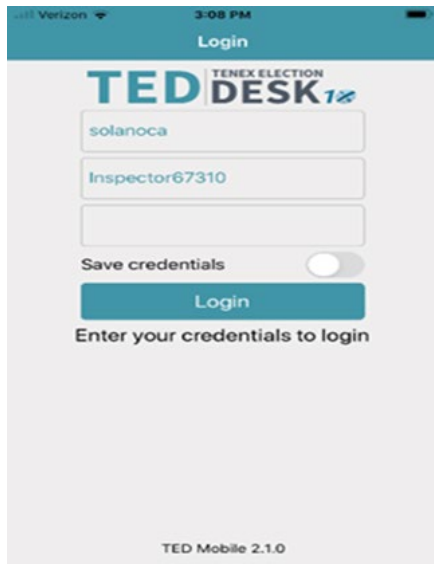 Verizon 3:08 PM
Login
TED TENEX ELECTION DESK 10
solanoca
Inspector67310
Save credentials
Login
Enter your credentials to login
TED Mobile 2.1.0